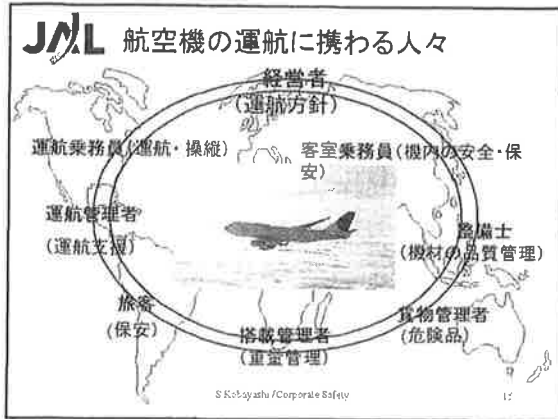 JAL 航空機の運航に携わる人々
経営者
(運航方針)
運航乗務員(運航・操縦)
客室乗務員(機内の安全・保
安)
運航管理者
(運航支援)
整備士
(機材の品質管理)
旅客
(保安)
搭載管理者
(重量管理)
貨物管理者
(危険品)
S Kobayashi /Corporate Safety